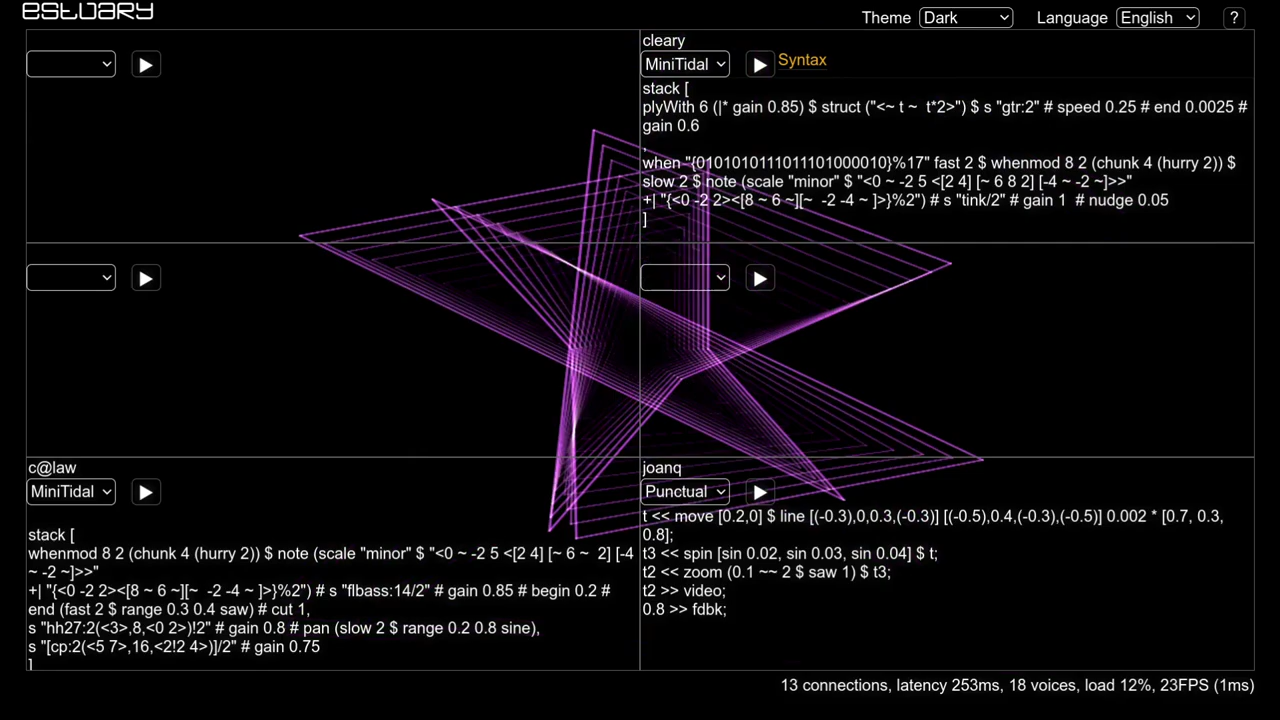 estuary
Theme Dark Language English ?
cleary
MiniTidal Syntax
stack [
plyWith 6 (|* gain 0.85) $ struct ("<~ t ~  t*2>") $ s "gtr:2" # speed 0.25 # end 0.0025 #
gain 0.6
,
when "{0101010111011101000010}%17" fast 2 $ whenmod 8 2 (chunk 4 (hurry 2)) $
slow 2 $ note (scale "minor" $ "<0 ~ -2 5 <[2 4] [~ 6 8 2] [-4 ~ -2 ~]>>"
+| "{<0 -2 2><[8 ~ 6 ~][~  -2 -4 ~ ]>}%2") # s "tink/2" # gain 1  # nudge 0.05
]
c@law
MiniTidal
stack [
whenmod 8 2 (chunk 4 (hurry 2)) $ note (scale "minor" $ "<0 ~ -2 5 <[2 4] [~ 6 ~  2] [-4
~ -2 ~]>>"
+| "{<0 -2 2><[8 ~ 6 ~][~  -2 -4 ~ ]>}%2") # s "flbass:14/2" # gain 0.85 # begin 0.2 #
end (fast 2 $ range 0.3 0.4 saw) # cut 1,
s "hh27:2(<3>,8,<0 2>)!2" # gain 0.8 # pan (slow 2 $ range 0.2 0.8 sine),
s "[cp:2(<5 7>,16,<2!2 4>)]/2" # gain 0.75
]
joanq
Punctual
t << move [0.2,0] $ line [(-0.3),0,0.3,(-0.3)] [(-0.5),0.4,(-0.3),(-0.5)] 0.002 * [0.7, 0.3,
0.8];
t3 << spin [sin 0.02, sin 0.03, sin 0.04] $ t;
t2 << zoom (0.1 ~~ 2 $ saw 1) $ t3;
t2 >> video;
0.8 >> fdbk;
13 connections, latency 253ms, 18 voices, load 12%, 23FPS (1ms)